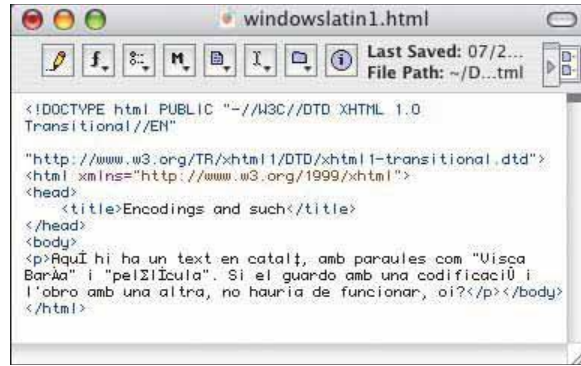 windowslatin1.html
Last Saved: 07/2...
File Path: ~/D...tml
<!DOCTYPE html PUBLIC "-//W3C//DTD XHTML 1.0
Transitional//EN"
"http://www.w3.org/TR/xhtml1/DTD/xhtml1-transitional.dtd">
<html xmlns="http://www.w3.org/1999/xhtml">
<head>
<title>Encodings and such</title>
</head>
<body>
<p>AquÌ hi ha un text en catal‡, amb paraules com "Visca
BarÁa" i "pelΣlÌcula". Si el guardo amb una codificaciÛ i
l'obro amb una altra, no hauria de funcionar, oi?</p></body>
</html>